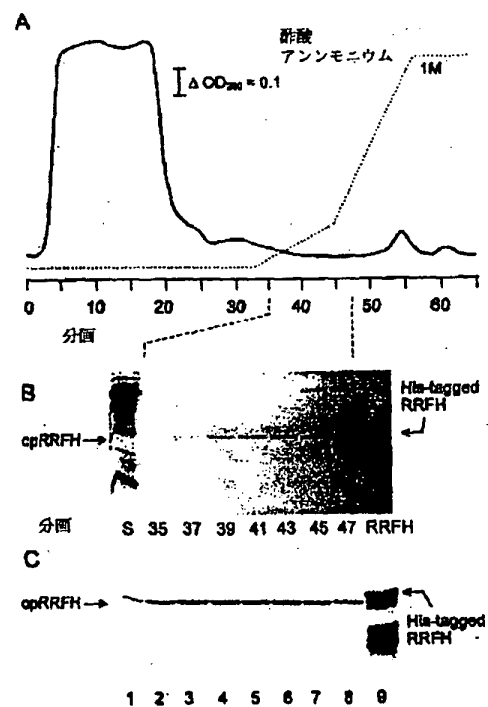 A
酢酸
アンンモニウム
1M
Δ OD₂₈₀ = 0.1
0 10 20 30 40 50 60
分画
B
His-tagged
RRFH
cpRRFH
分画 S 35 37 39 41 43 45 47 RRFH
C
cpRRFH
His-tagged
RRFH
1 2 3 4 5 6 7 8 9